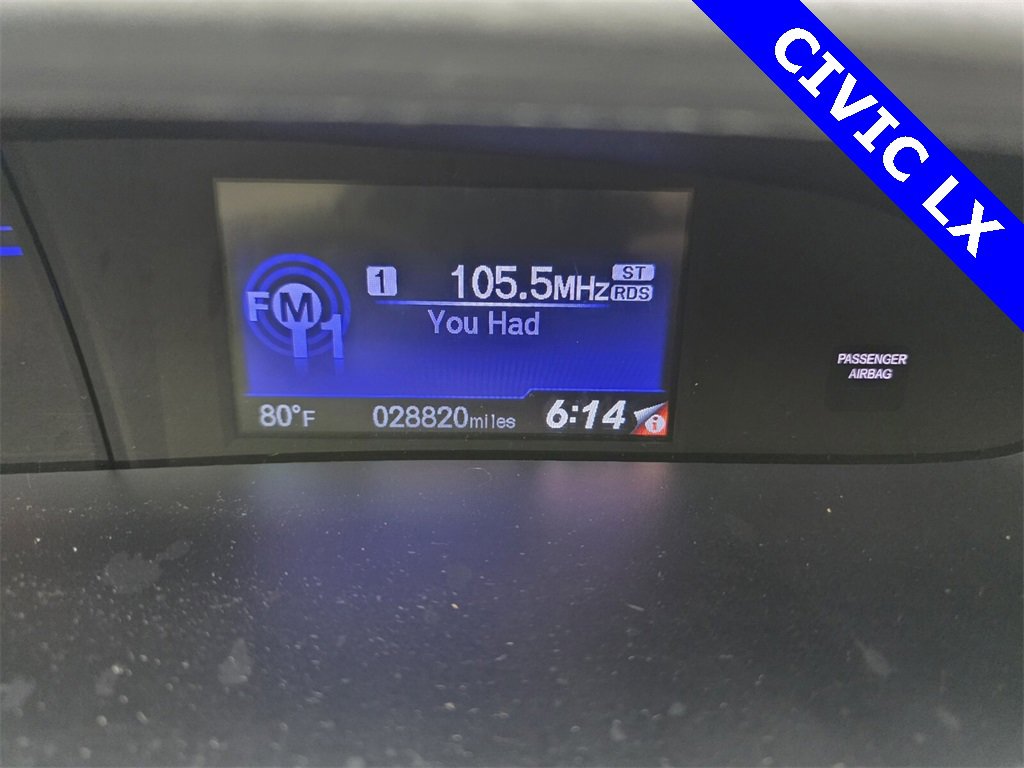 CIVIC LX
FM1
1 105.5MHz ST
RDS
You Had
80°F 028820miles 6:14 i
PASSENGER
AIRBAG